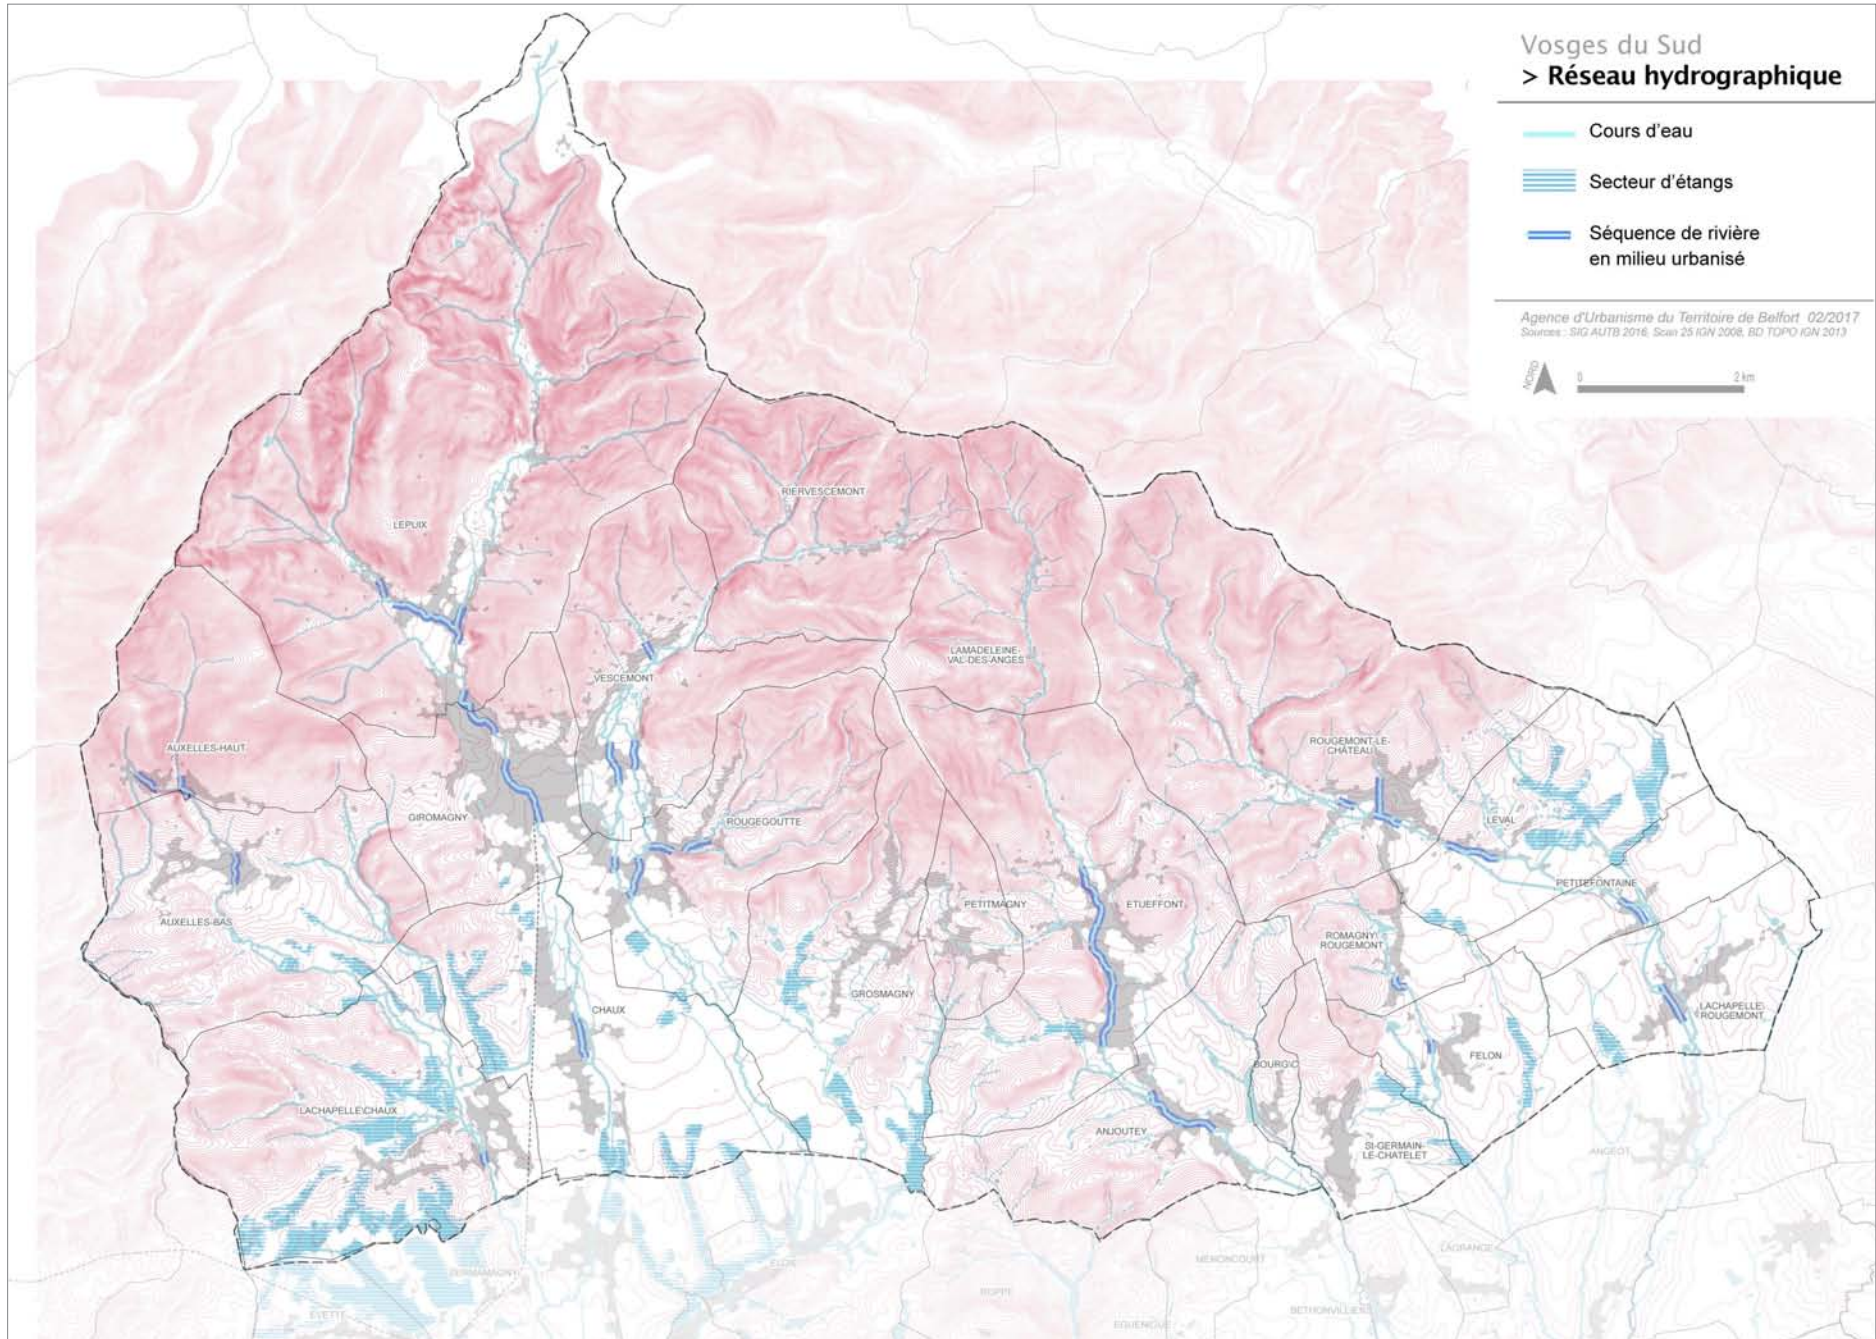 Vosges du Sud
> Réseau hydrographique
Cours d'eau
Secteur d'étangs
Séquence de rivière
en milieu urbanisé
Agence d'Urbanisme du Territoire de Belfort 02/2017
Sources : SIG AUTB 2016, Scan 25 IGN 2008, BD TOPO IGN 2013
NORD
0
2 km
RIERVESCEMONT
LEPUIX
LAMADELEINE-
VAL-DES-ANGES
VESCEMONT
AUXELLES-HAUT
ROUGEMONT-LE-
CHÂTEAU
GIROMAGNY
ROUGEGOUTTE
LEVAL
PETITEFONTAINE
AUXELLES-BAS
PETITMAGNY
ETUEFFONT
ROMAGNY\
ROUGEMONT
GROSMAGNY
CHAUX
LACHAPELLE\
ROUGEMONT
FELON
BOURG\C
LACHAPELLE\CHAUX
ANJOUTEY
St-GERMAIN-
LE-CHATELET
ANGEOT
MENONCOURT
LAGRANGE
SERMAMAGNY
ELOIE
ROPPE
EVETTE
BETHONVILLIERS
EGUENIGUE